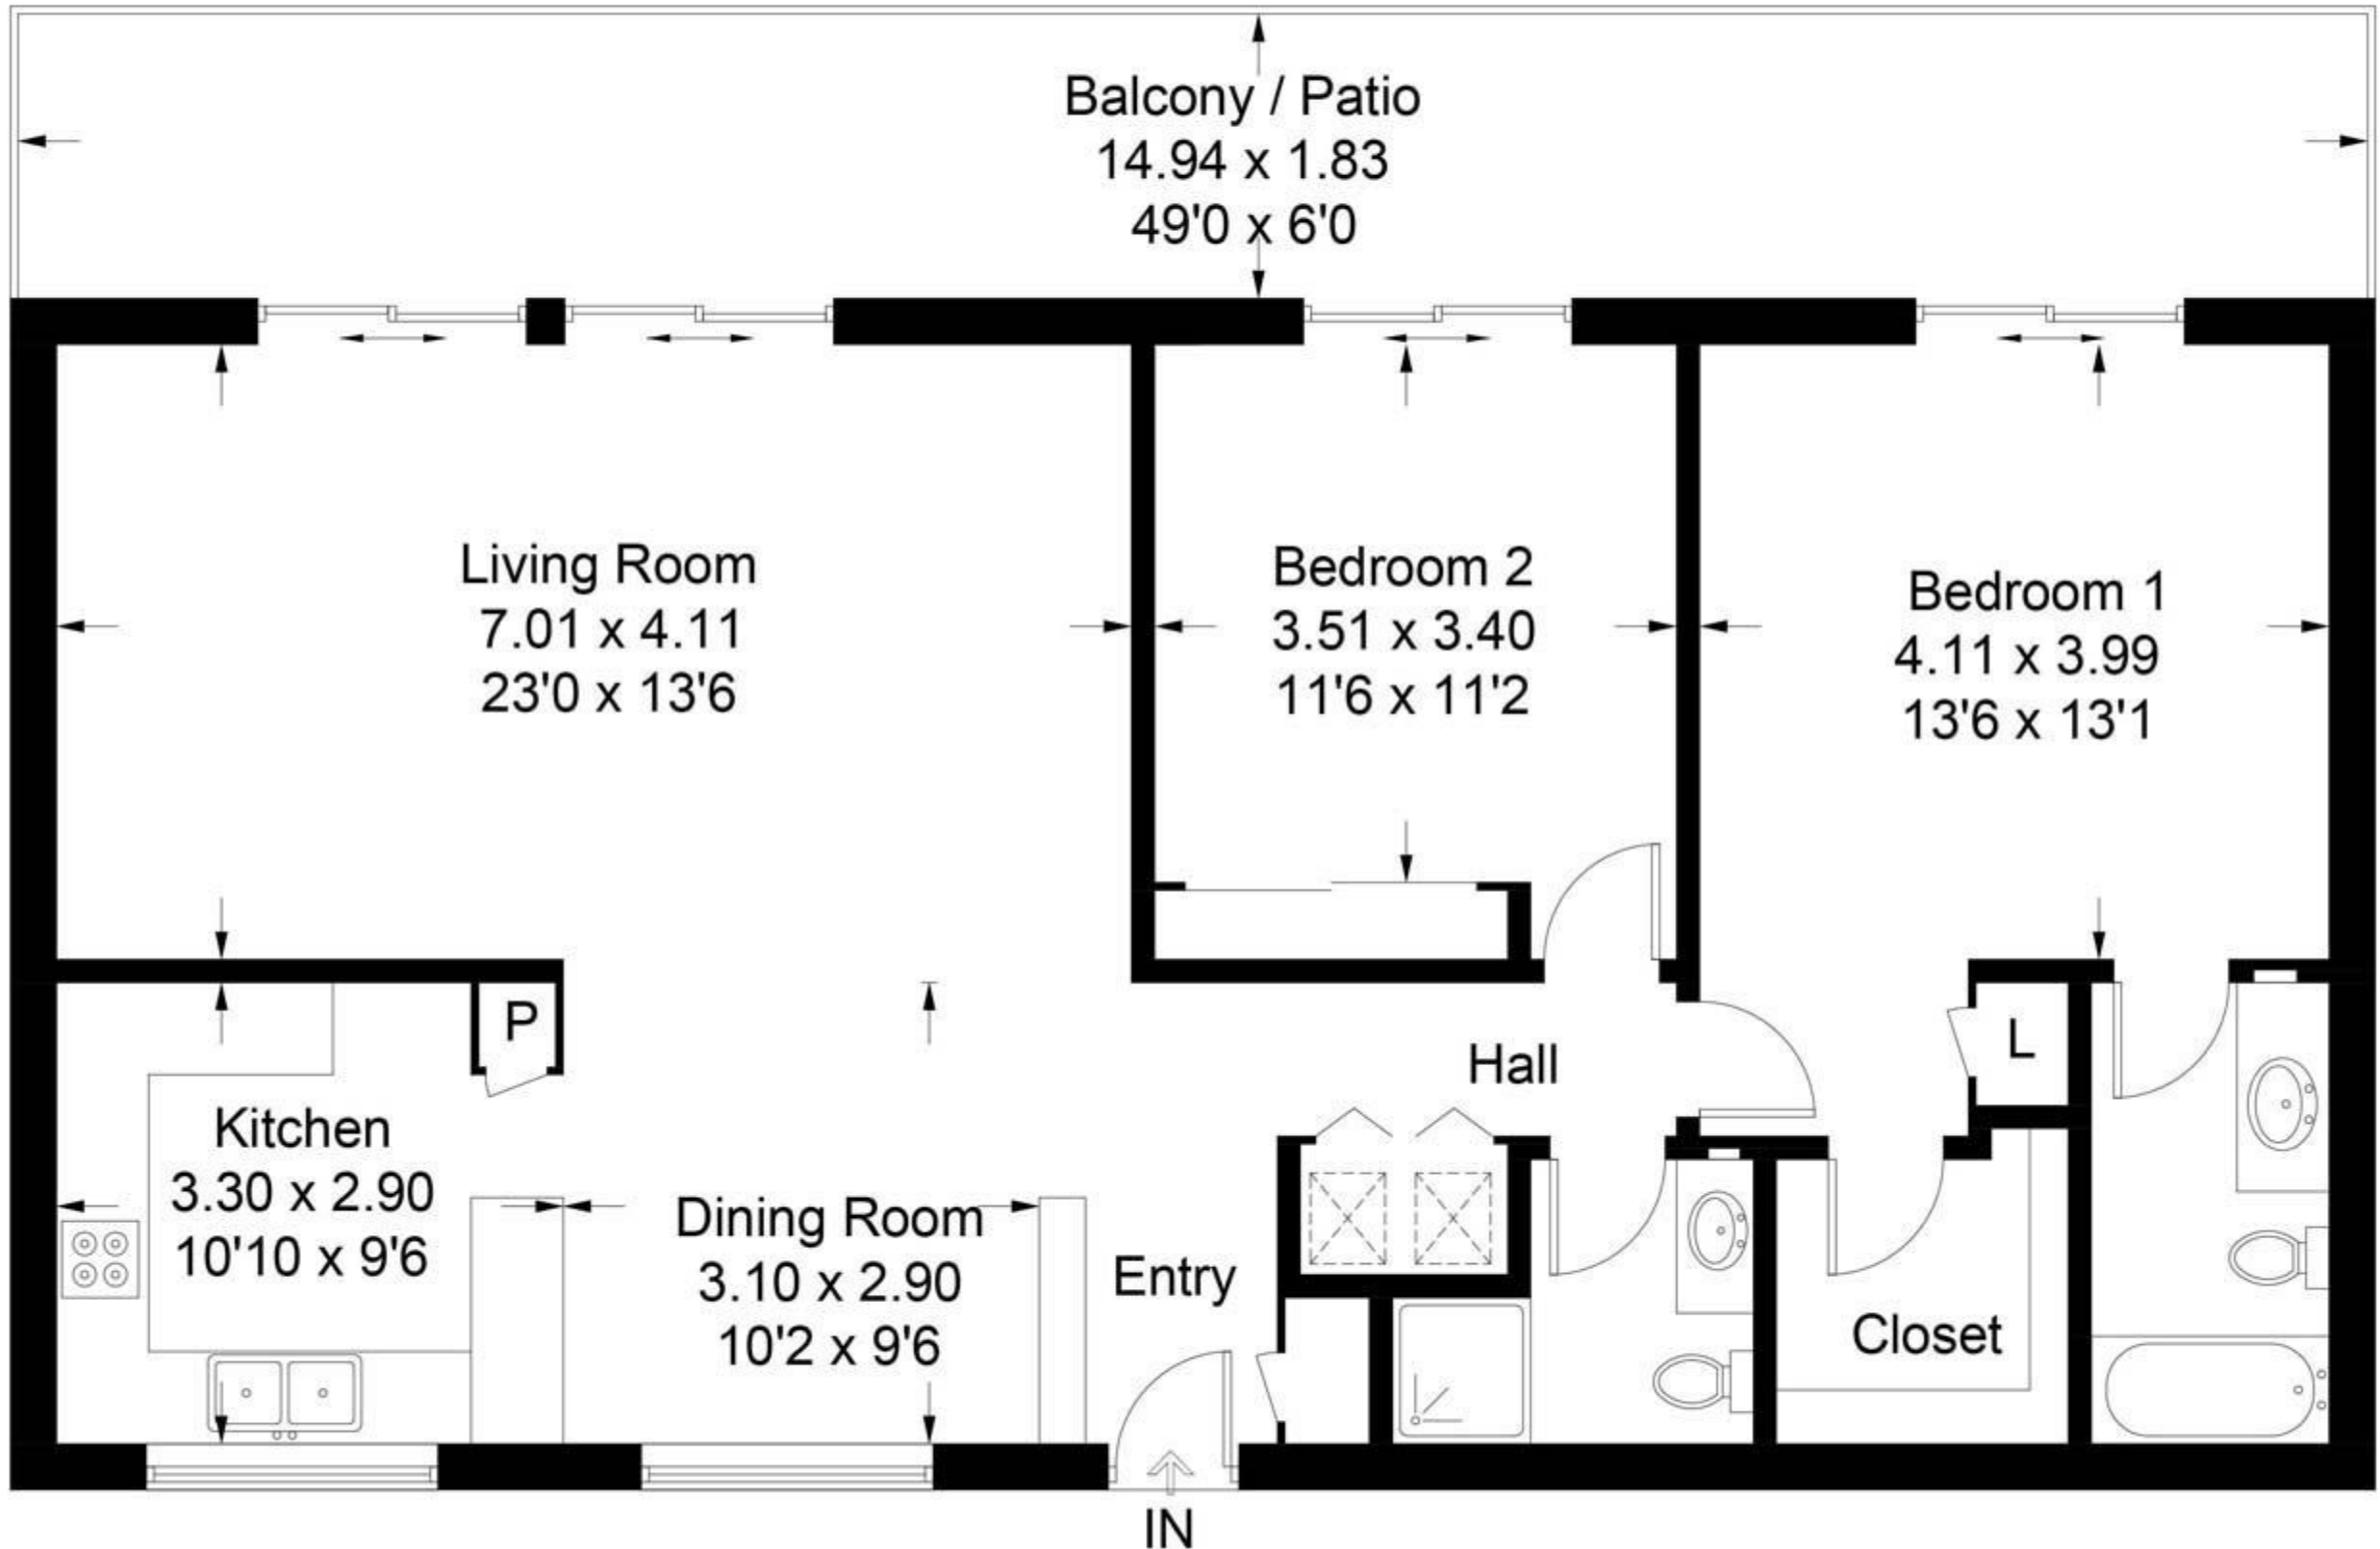 Balcony / Patio
14.94 x 1.83
49'0 x 6'0
Living Room
7.01 x 4.11
23'0 x 13'6
Bedroom 2
3.51 x 3.40
11'6 x 11'2
Bedroom 1
4.11 x 3.99
13'6 x 13'1
P
Hall
L
Kitchen
3.30 x 2.90
10'10 x 9'6
Dining Room
3.10 x 2.90
10'2 x 9'6
Entry
Closet
IN